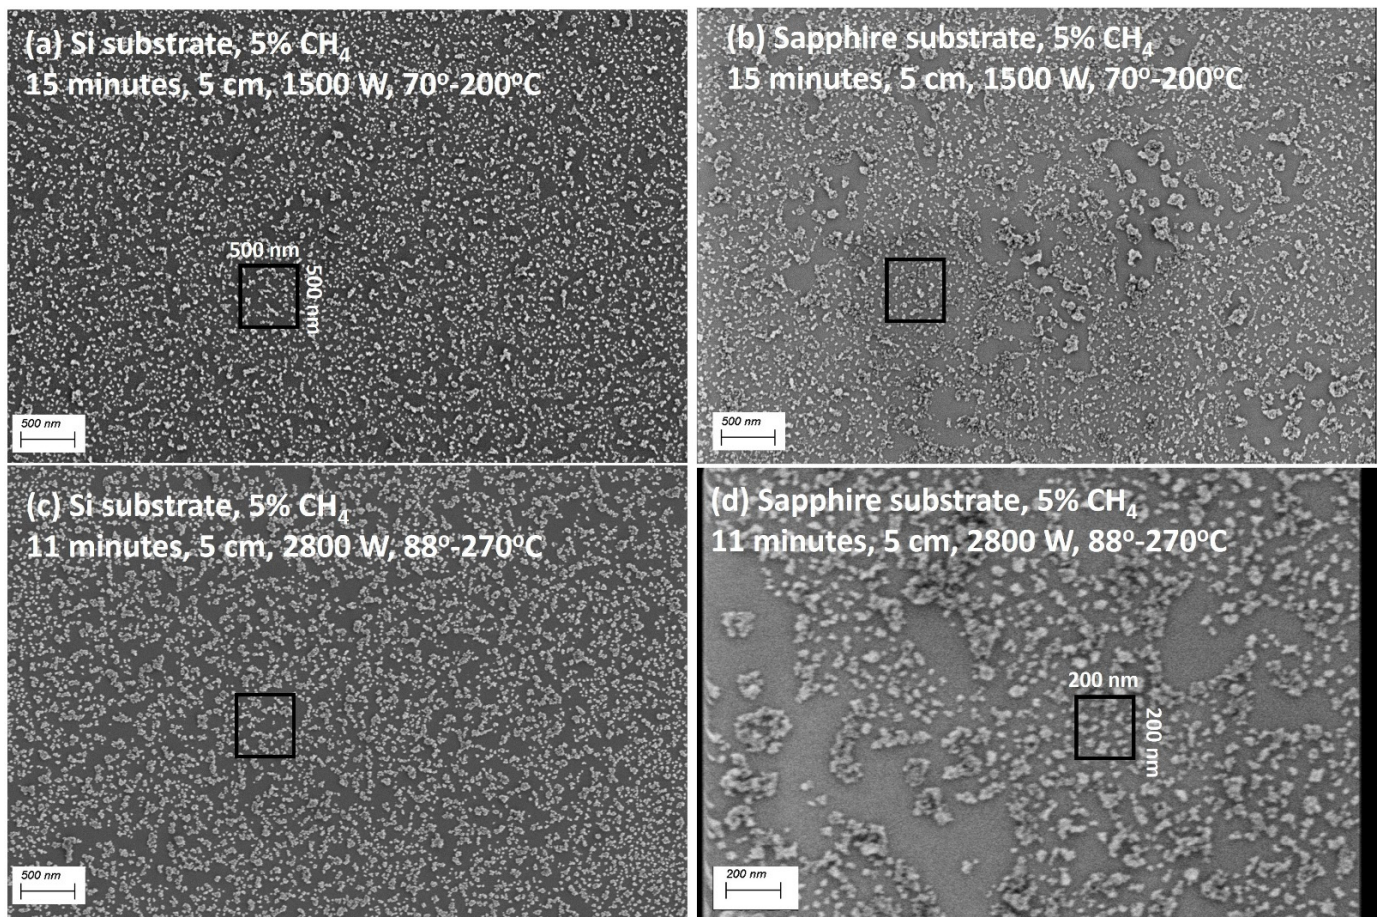 (a) Si substrate, 5% CH₄
15 minutes, 5 cm, 1500 W, 70º-200ºC
500 nm
500 nm
500 nm
(b) Sapphire substrate, 5% CH₄
15 minutes, 5 cm, 1500 W, 70º-200ºC
500 nm
(c) Si substrate, 5% CH₄
11 minutes, 5 cm, 2800 W, 88º-270ºC
500 nm
(d) Sapphire substrate, 5% CH₄
11 minutes, 5 cm, 2800 W, 88º-270ºC
200 nm
200 nm
200 nm